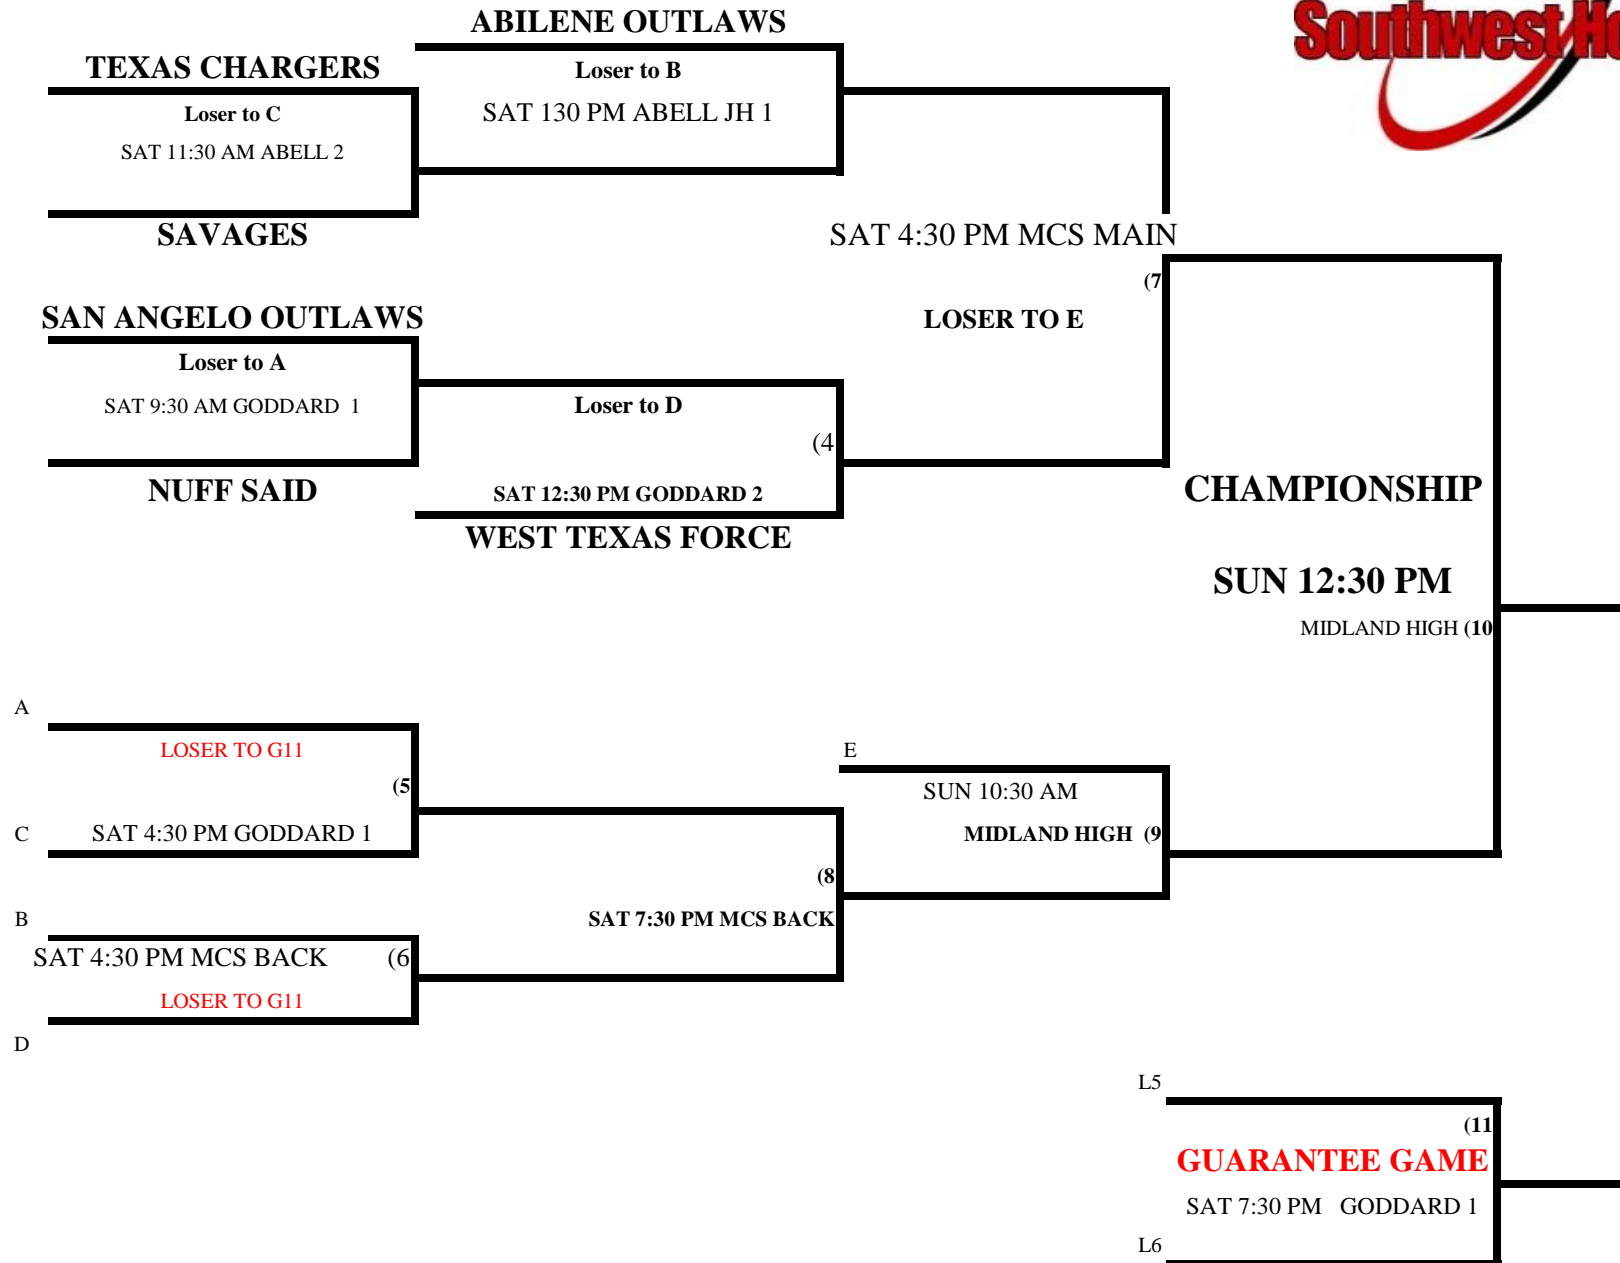 ABILENE OUTLAWS
Southwest
TEXAS CHARGERS
Loser to B
Loser to C
SAT 130 PM ABELL JH 1
SAT 11:30 AM ABELL 2
SAVAGES
SAT 4:30 PM MCS MAIN
(7
SAN ANGELO OUTLAWS
LOSER TO E
Loser to A
SAT 9:30 AM GODDARD 1
Loser to D
(4
NUFF SAID
SAT 12:30 PM GODDARD 2
CHAMPIONSHIP
WEST TEXAS FORCE
SUN 12:30 PM
MIDLAND HIGH (10
A
LOSER TO G11
E
(5
SUN 10:30 AM
C SAT 4:30 PM GODDARD 1
MIDLAND HIGH (9
(8
B
SAT 7:30 PM MCS BACK
SAT 4:30 PM MCS BACK (6
LOSER TO G11
D
L5
(11
GUARANTEE GAME
SAT 7:30 PM GODDARD 1
L6